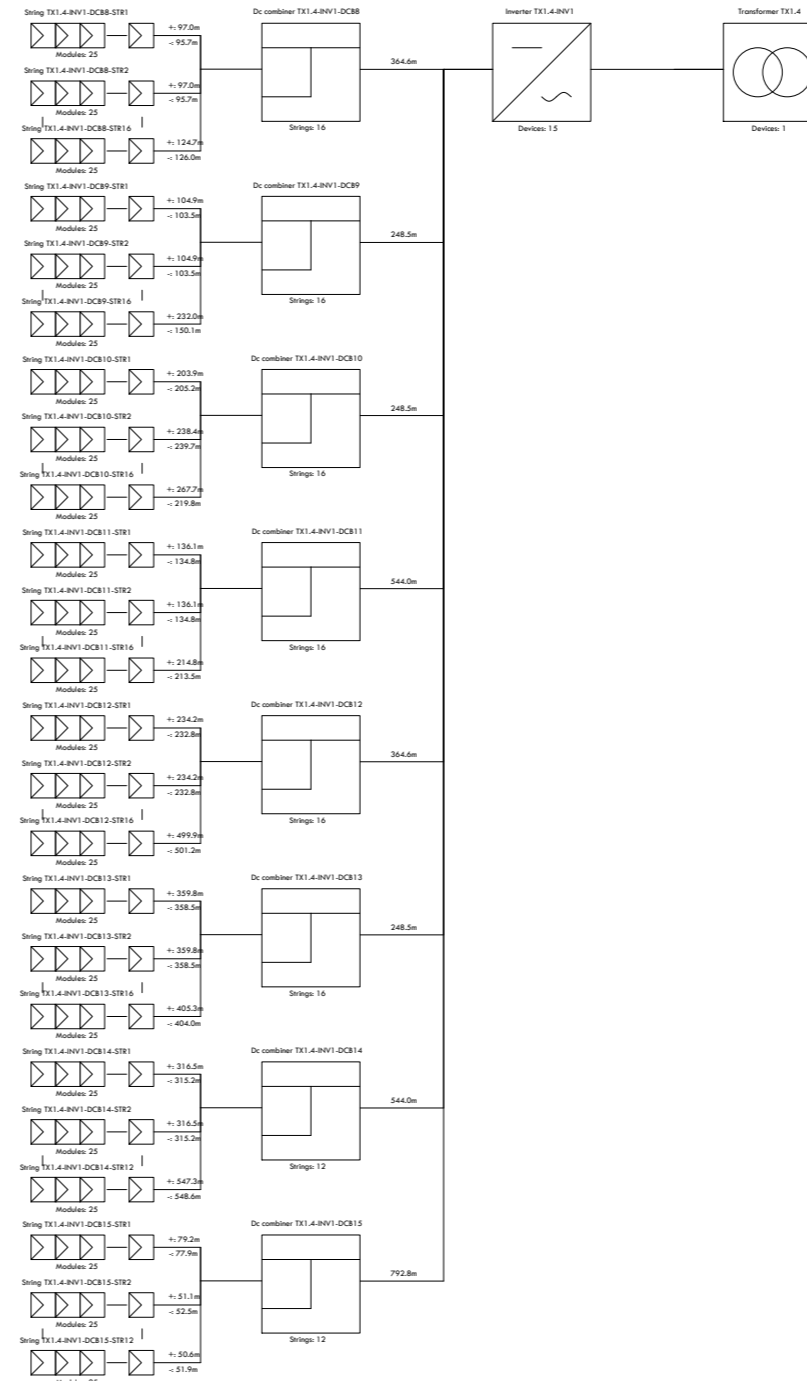 String TX1.4-INV1-DCB8-STR1
Dc combiner TX1.4-INV1-DCB8
Inverter TX1.4-INV1
Transformer TX1.4
+: 97.0m
-: 95.7m
Modules: 25
364.6m
String TX1.4-INV1-DCB8-STR2
+: 97.0m
-: 95.7m
Modules: 25
String TX1.4-INV1-DCB8-STR16
Strings: 16
Devices: 15
Devices: 1
+: 124.7m
-: 126.0m
Modules: 25
String TX1.4-INV1-DCB9-STR1
Dc combiner TX1.4-INV1-DCB9
+: 104.9m
-: 103.5m
Modules: 25
248.5m
String TX1.4-INV1-DCB9-STR2
+: 104.9m
-: 103.5m
Modules: 25
String TX1.4-INV1-DCB9-STR16
Strings: 16
+: 232.0m
-: 150.1m
Modules: 25
String TX1.4-INV1-DCB10-STR1
Dc combiner TX1.4-INV1-DCB10
+: 203.9m
-: 205.2m
Modules: 25
248.5m
String TX1.4-INV1-DCB10-STR2
+: 238.4m
-: 239.7m
Modules: 25
String TX1.4-INV1-DCB10-STR16
Strings: 16
+: 267.7m
-: 219.8m
Modules: 25
String TX1.4-INV1-DCB11-STR1
Dc combiner TX1.4-INV1-DCB11
+: 136.1m
-: 134.8m
Modules: 25
544.0m
String TX1.4-INV1-DCB11-STR2
+: 136.1m
-: 134.8m
Modules: 25
String TX1.4-INV1-DCB11-STR16
Strings: 16
+: 214.8m
-: 213.5m
Modules: 25
String TX1.4-INV1-DCB12-STR1
Dc combiner TX1.4-INV1-DCB12
+: 234.2m
-: 232.8m
Modules: 25
364.6m
String TX1.4-INV1-DCB12-STR2
+: 234.2m
-: 232.8m
Modules: 25
String TX1.4-INV1-DCB12-STR16
Strings: 16
+: 499.9m
-: 501.2m
Modules: 25
String TX1.4-INV1-DCB13-STR1
Dc combiner TX1.4-INV1-DCB13
+: 359.8m
-: 358.5m
Modules: 25
248.5m
String TX1.4-INV1-DCB13-STR2
+: 359.8m
-: 358.5m
Modules: 25
String TX1.4-INV1-DCB13-STR16
Strings: 16
+: 405.3m
-: 404.0m
Modules: 25
String TX1.4-INV1-DCB14-STR1
Dc combiner TX1.4-INV1-DCB14
+: 316.5m
-: 315.2m
Modules: 25
544.0m
String TX1.4-INV1-DCB14-STR2
+: 316.5m
-: 315.2m
Modules: 25
String TX1.4-INV1-DCB14-STR12
Strings: 12
+: 547.3m
-: 548.6m
Modules: 25
String TX1.4-INV1-DCB15-STR1
Dc combiner TX1.4-INV1-DCB15
+: 79.2m
-: 77.9m
Modules: 25
792.8m
String TX1.4-INV1-DCB15-STR2
+: 51.1m
-: 52.5m
Modules: 25
String TX1.4-INV1-DCB15-STR12
Strings: 12
+: 50.6m
-: 51.9m